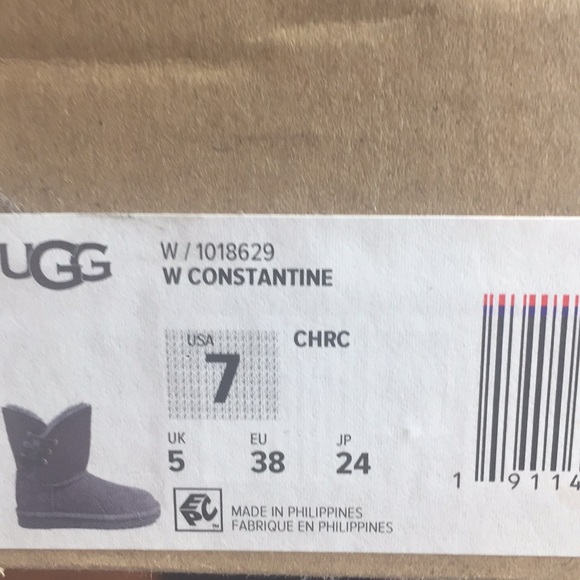 UGG
W / 1018629
W CONSTANTINE
USA CHRC
7
UK EU JP
5 38 24
1 9114
EPC
MADE IN PHILIPPINES
FABRIQUE EN PHILIPPINES